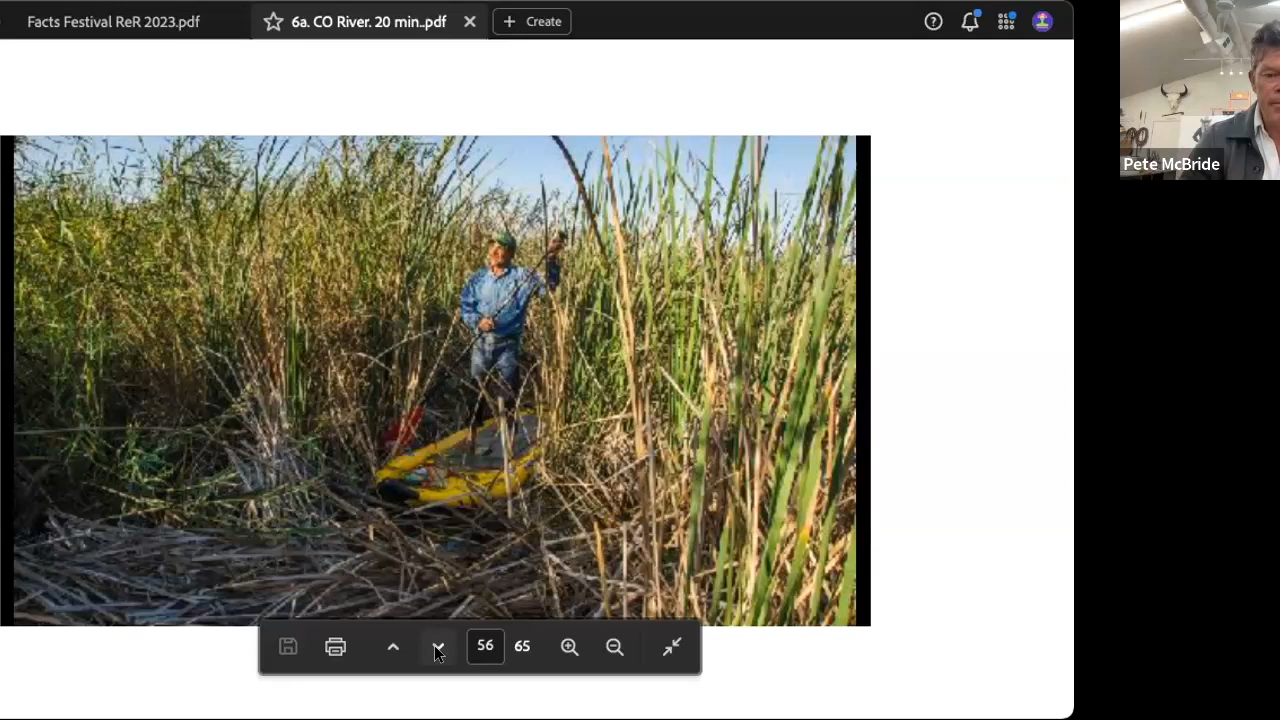 Facts Festival ReR 2023.pdf
6a. CO River. 20 min..pdf
Create
Pete McBride
56
65